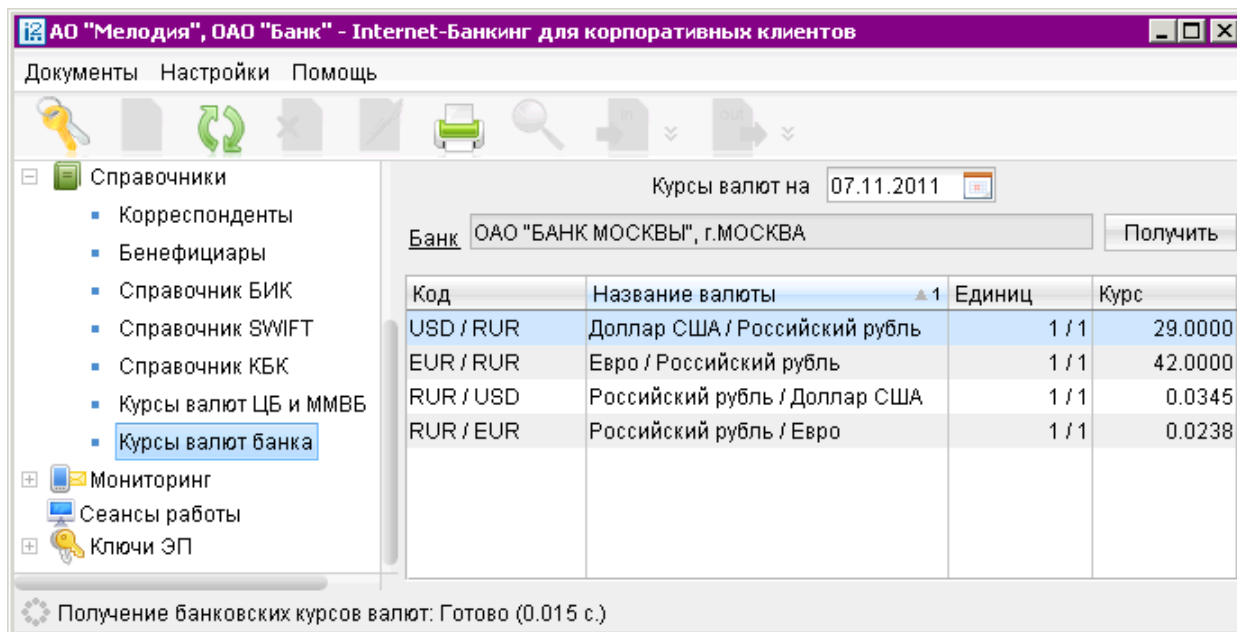 АО "Мелодия", ОАО "Банк" - Internet-Банкинг для корпоративных клиентов
Документы Настройки Помощь
in out
Справочники
Корреспонденты
Бенефициары
Справочник БИК
Справочник SWIFT
Справочник КБК
Курсы валют ЦБ и ММВБ
Курсы валют банка
Мониторинг
Сеансы работы
Ключи ЭП
Курсы валют на 07.11.2011
Банк ОАО "БАНК МОСКВЫ", г.МОСКВА Получить
Код Название валюты 1 Единиц Курс
USD / RUR Доллар США / Российский рубль 1 / 1 29.0000
EUR / RUR Евро / Российский рубль 1 / 1 42.0000
RUR / USD Российский рубль / Доллар США 1 / 1 0.0345
RUR / EUR Российский рубль / Евро 1 / 1 0.0238
Получение банковских курсов валют: Готово (0.015 с.)